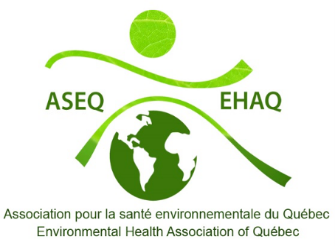 ASEQ EHAQ
Association pour la santé environnementale du Québec
Environmental Health Association of Québec